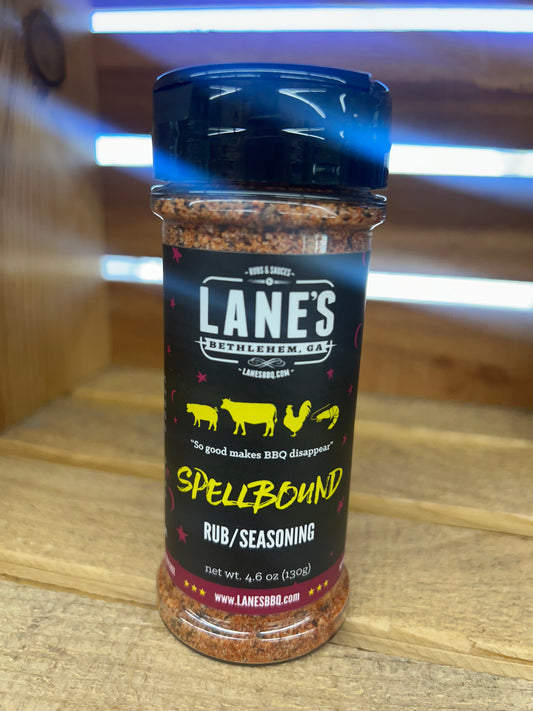 RUBS & SAUCES
LANE'S
BETHLEHEM, GA
LANESBBQ.COM
"So good makes BBQ disappear"
SPELLBOUND
RUB/SEASONING
net wt. 4.6 oz (130g)
www.LANESBBQ.com